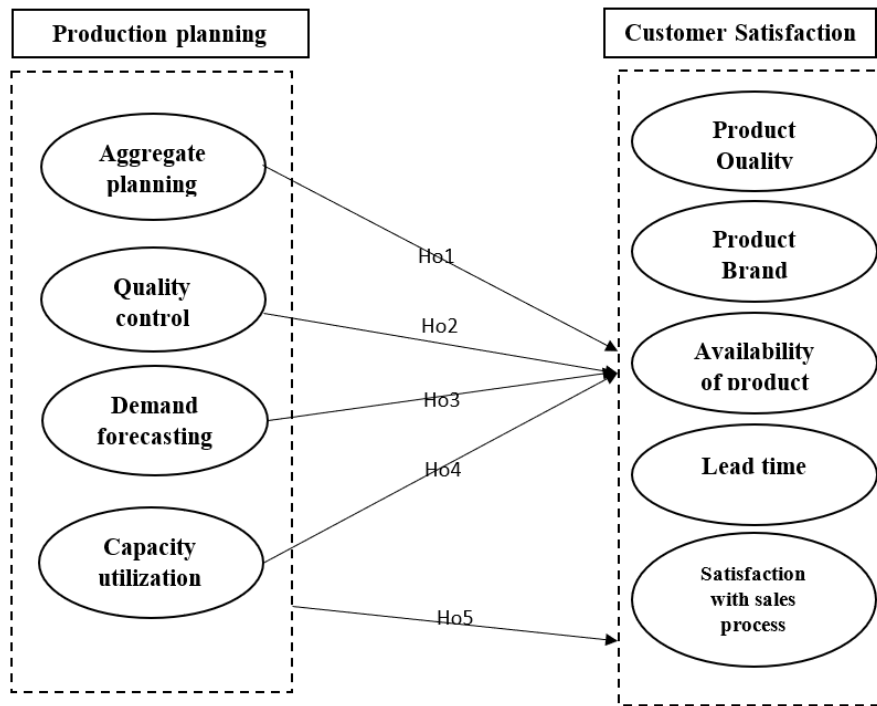 Production planning
Customer Satisfaction
Aggregate
planning
Quality
control
Demand
forecasting
Capacity
utilization
Ho1
Ho2
Ho3
Ho4
Ho5
Product
Quality
Product
Brand
Availability
of product
Lead time
Satisfaction
with sales
process